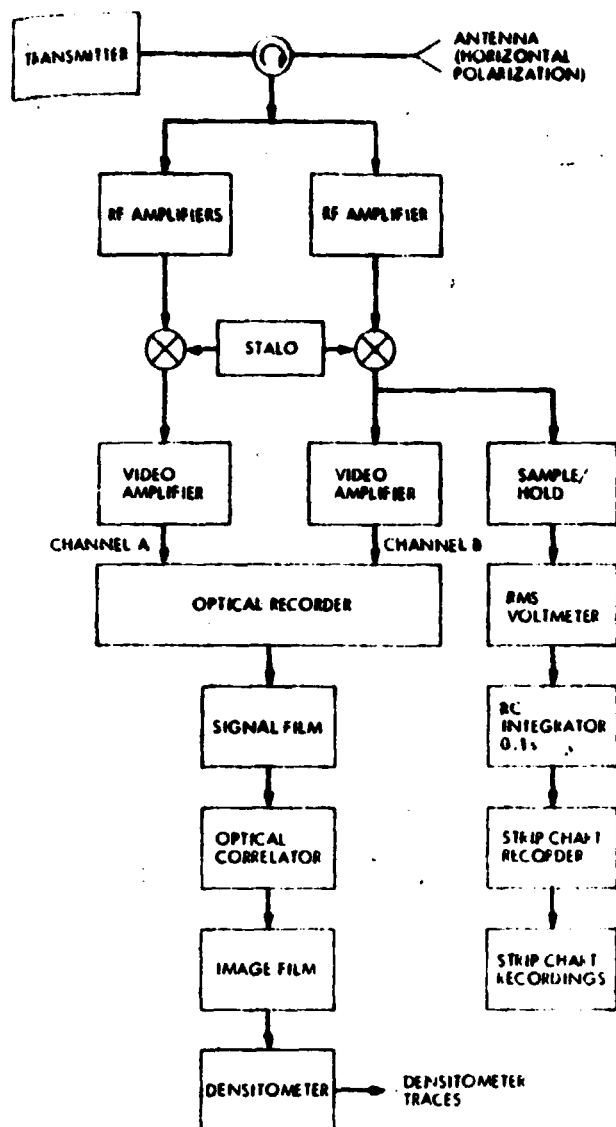 TRANSMITTER
ANTENNA
(HORIZONTAL
POLARIZATION)
RF AMPLIFIERS
RF AMPLIFIER
STALO
VIDEO
AMPLIFIER
VIDEO
AMPLIFIER
SAMPLE/
HOLD
CHANNEL A
CHANNEL B
OPTICAL RECORDER
RMS
VOLTMETER
SIGNAL FILM
RC
INTEGRATOR
0.1s
OPTICAL
CORRELATOR
STRIP CHART
RECORDER
IMAGE FILM
STRIP CHART
RECORDINGS
DENSITOMETER
DENSITOMETER
TRACES